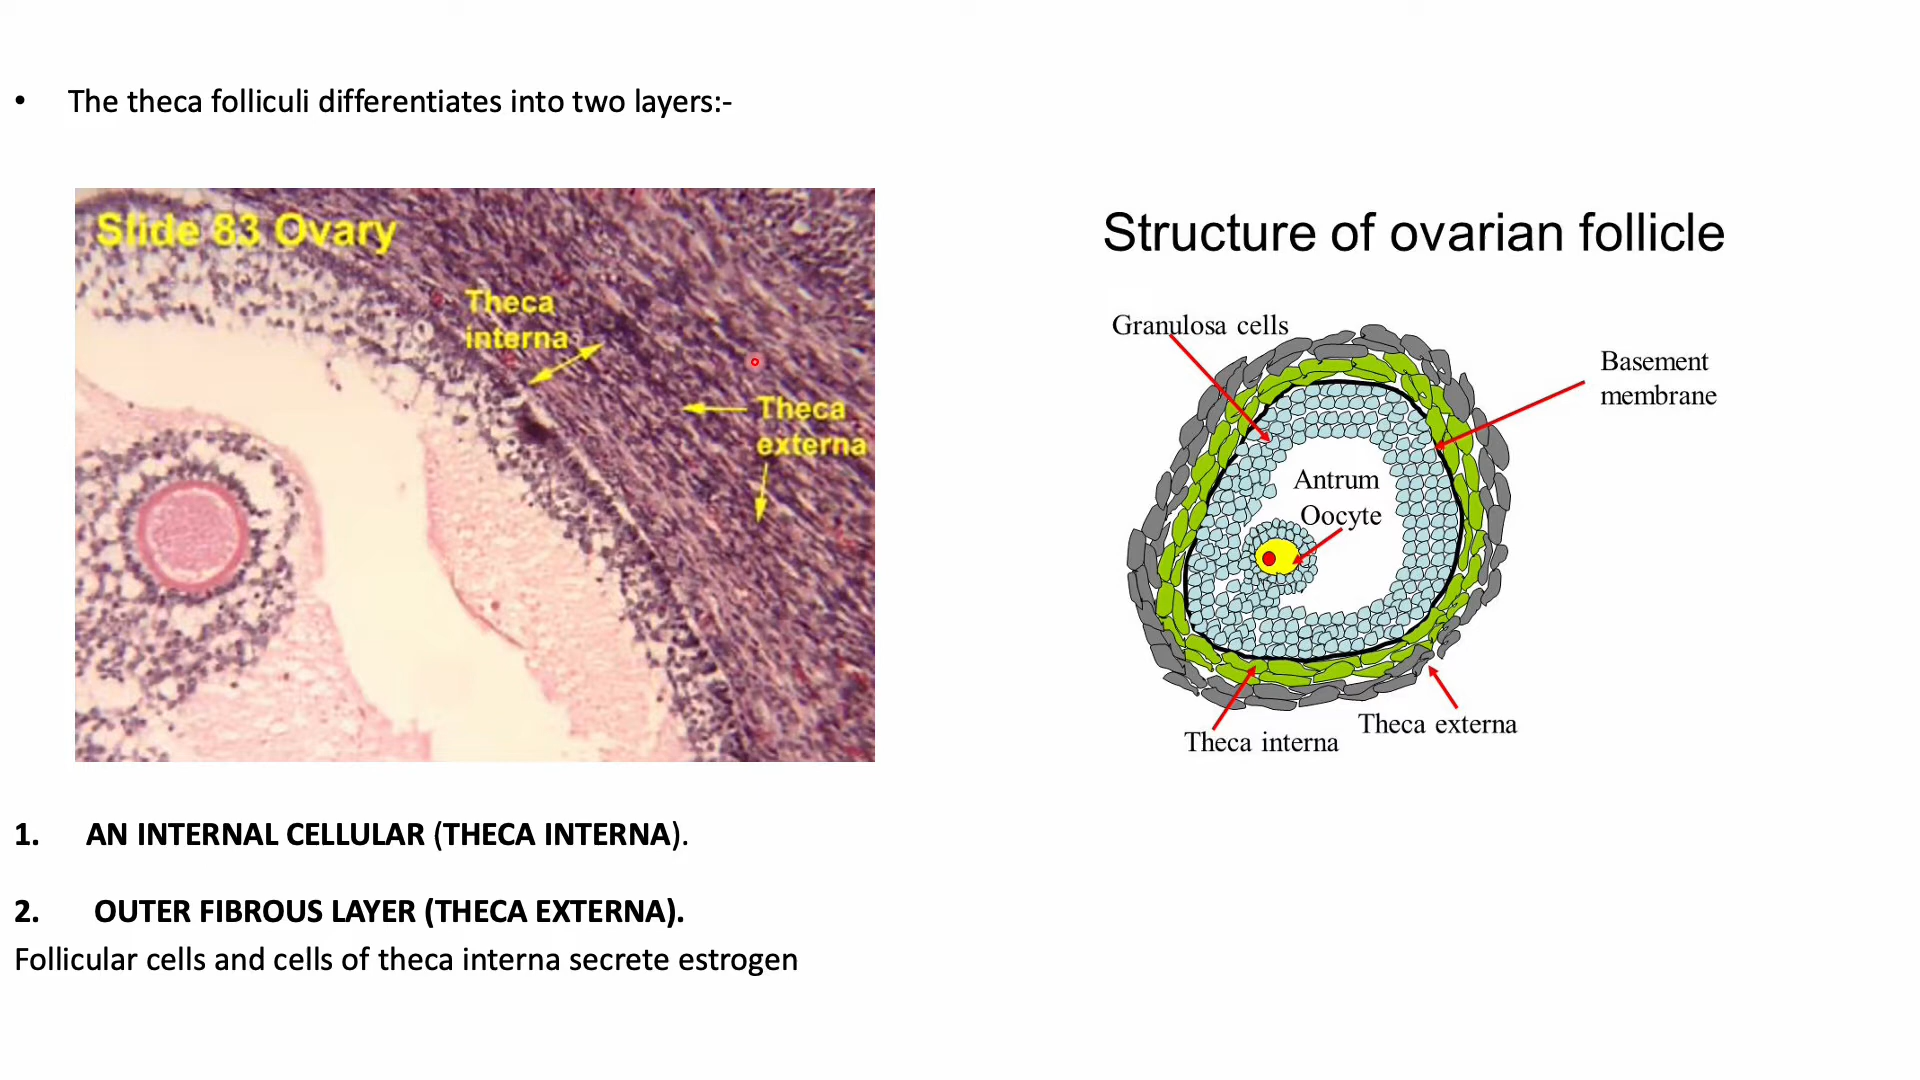 • The theca folliculi differentiates into two layers:-
Slide 83 Ovary
Theca
interna
Theca
externa
Structure of ovarian follicle
Granulosa cells
Basement
membrane
Antrum
Oocyte
Theca interna
Theca externa
1. AN INTERNAL CELLULAR (THECA INTERNA).
2. OUTER FIBROUS LAYER (THECA EXTERNA).
Follicular cells and cells of theca interna secrete estrogen